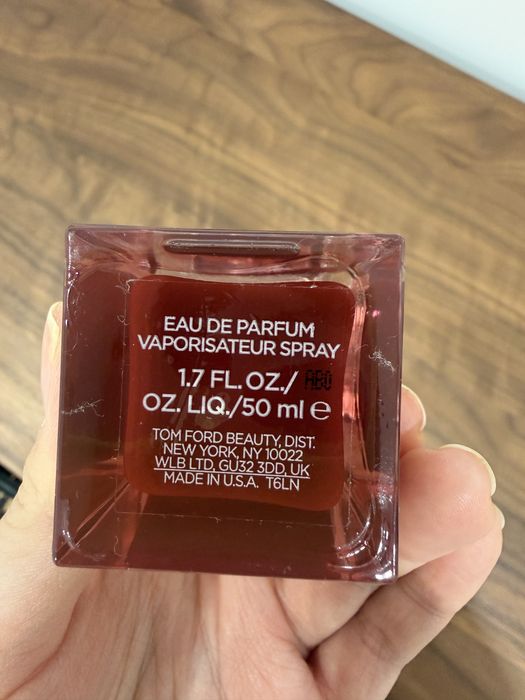 EAU DE PARFUM
VAPORISATEUR SPRAY
1.7 FL. OZ./ AB0
OZ. LIQ./50 ml ℮
TOM FORD BEAUTY, DIST.
NEW YORK, NY 10022
WLB LTD, GU32 3DD, UK
MADE IN U.S.A. T6LN